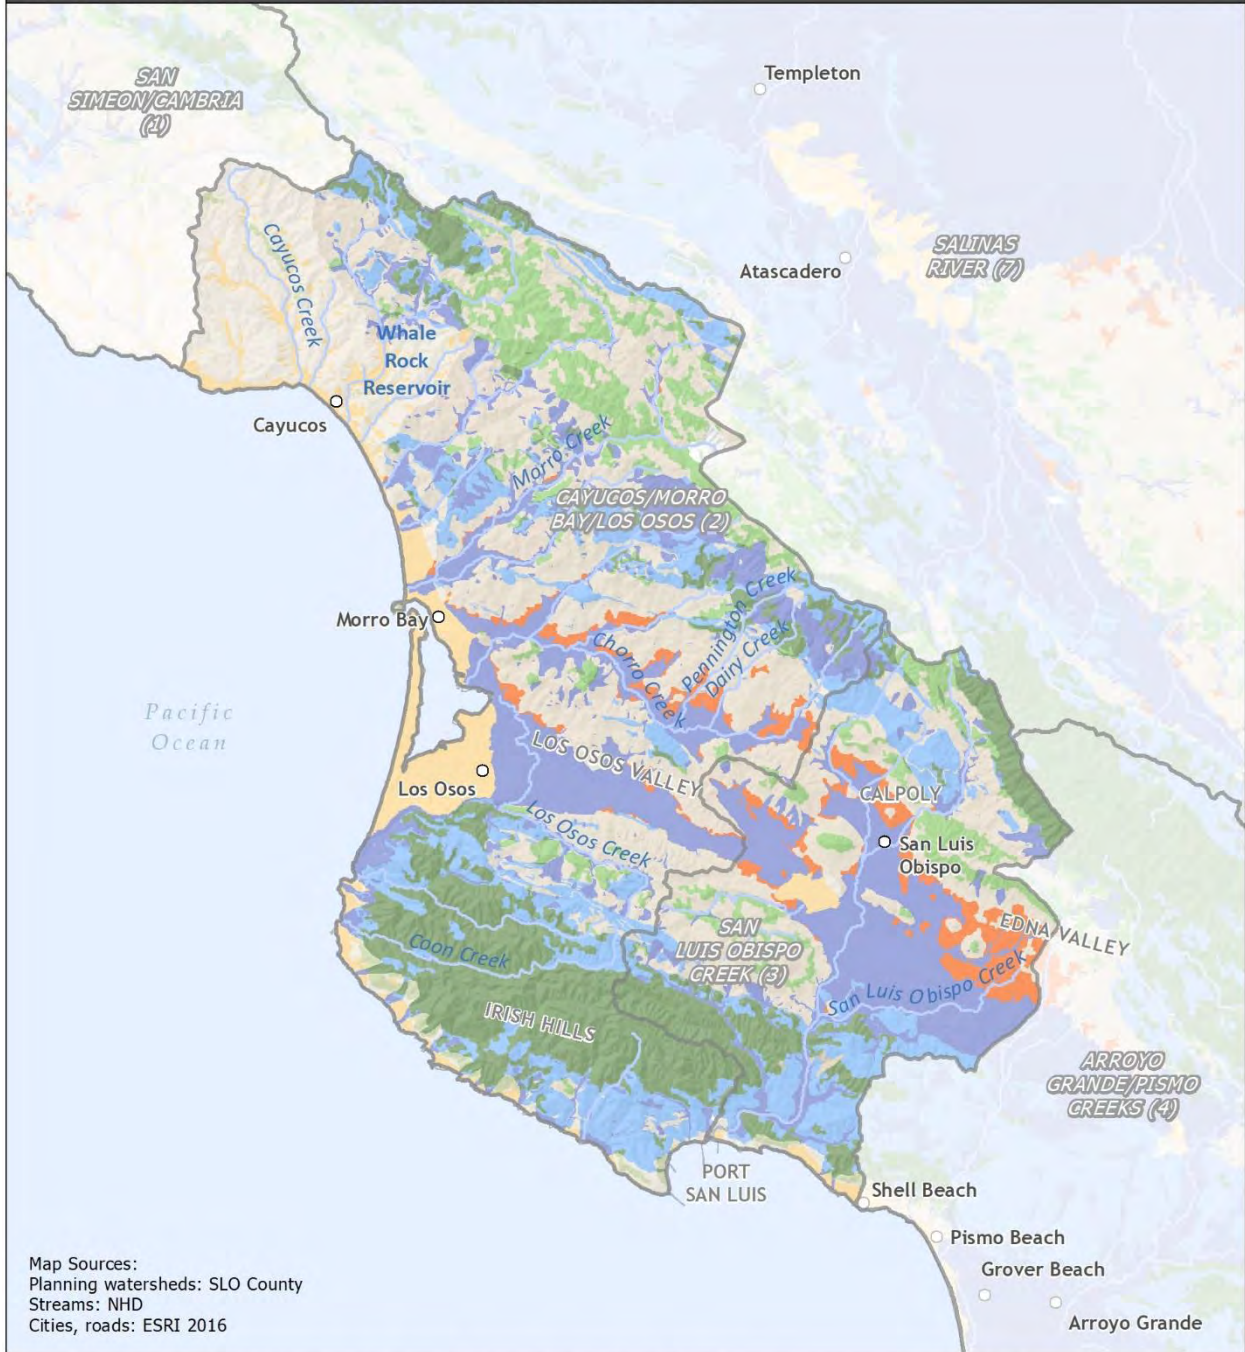 SAN
SIMEON/CAMBRIA
(1)
Templeton
SALINAS
RIVER (7)
Atascadero
Cayucos Creek
Whale
Rock
Reservoir
Cayucos
Morro Creek
CAYUCOS/MORRO
BAY/LOS OSOS (2)
Morro Bay
Chorro Creek
Pennington Creek
Dairy Creek
Pacific
Ocean
LOS OSOS VALLEY
Los Osos
CALPOLY
Los Osos Creek
San Luis
Obispo
EDNA VALLEY
SAN
LUIS OBISPO
CREEK (3)
Coon Creek
San Luis Obispo Creek
IRISH HILLS
ARROYO
GRANDE/PISMO
CREEKS (4)
PORT
SAN LUIS
Shell Beach
Pismo Beach
Grover Beach
Arroyo Grande
Map Sources:
Planning watersheds: SLO County
Streams: NHD
Cities, roads: ESRI 2016